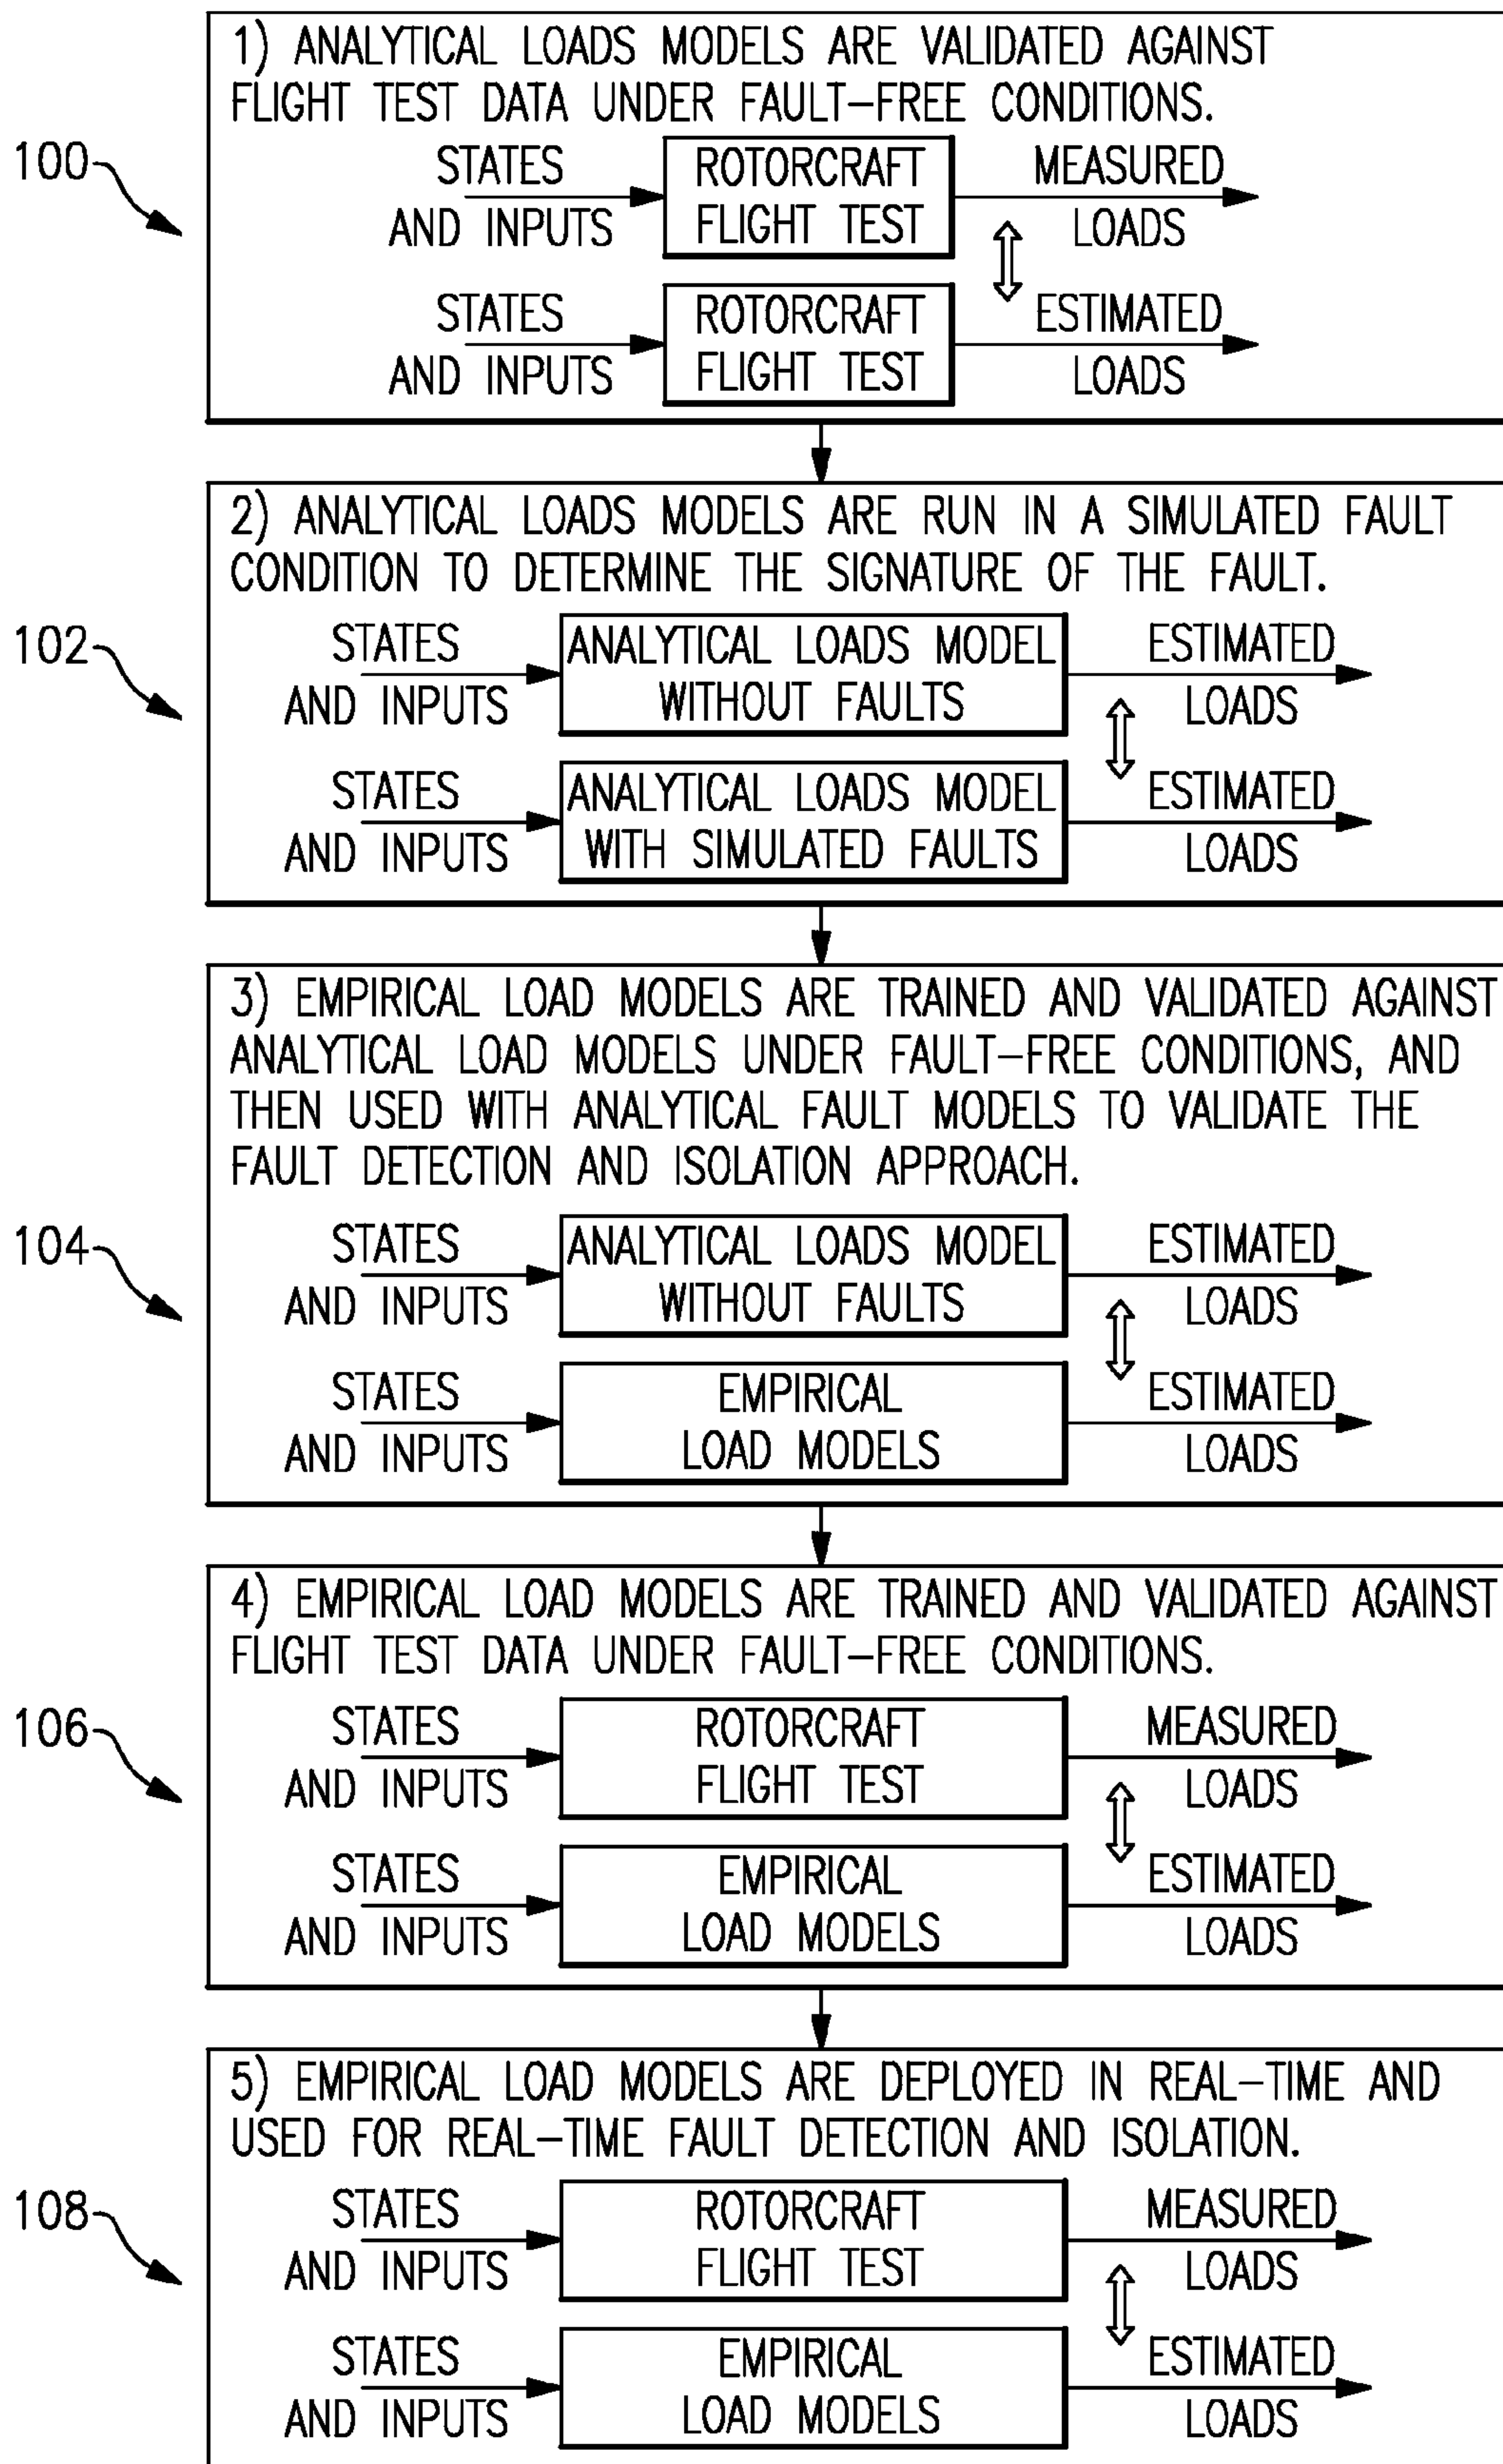 1) ANALYTICAL LOADS MODELS ARE VALIDATED AGAINST
FLIGHT TEST DATA UNDER FAULT-FREE CONDITIONS.
100
STATES
AND INPUTS
ROTORCRAFT
FLIGHT TEST
MEASURED
LOADS
STATES
AND INPUTS
ROTORCRAFT
FLIGHT TEST
ESTIMATED
LOADS
2) ANALYTICAL LOADS MODELS ARE RUN IN A SIMULATED FAULT
CONDITION TO DETERMINE THE SIGNATURE OF THE FAULT.
102
STATES
AND INPUTS
ANALYTICAL LOADS MODEL
WITHOUT FAULTS
ESTIMATED
LOADS
STATES
AND INPUTS
ANALYTICAL LOADS MODEL
WITH SIMULATED FAULTS
ESTIMATED
LOADS
3) EMPIRICAL LOAD MODELS ARE TRAINED AND VALIDATED AGAINST
ANALYTICAL LOAD MODELS UNDER FAULT-FREE CONDITIONS, AND
THEN USED WITH ANALYTICAL FAULT MODELS TO VALIDATE THE
FAULT DETECTION AND ISOLATION APPROACH.
104
STATES
AND INPUTS
ANALYTICAL LOADS MODEL
WITHOUT FAULTS
ESTIMATED
LOADS
STATES
AND INPUTS
EMPIRICAL
LOAD MODELS
ESTIMATED
LOADS
4) EMPIRICAL LOAD MODELS ARE TRAINED AND VALIDATED AGAINST
FLIGHT TEST DATA UNDER FAULT-FREE CONDITIONS.
106
STATES
AND INPUTS
ROTORCRAFT
FLIGHT TEST
MEASURED
LOADS
STATES
AND INPUTS
EMPIRICAL
LOAD MODELS
ESTIMATED
LOADS
5) EMPIRICAL LOAD MODELS ARE DEPLOYED IN REAL-TIME AND
USED FOR REAL-TIME FAULT DETECTION AND ISOLATION.
108
STATES
AND INPUTS
ROTORCRAFT
FLIGHT TEST
MEASURED
LOADS
STATES
AND INPUTS
EMPIRICAL
LOAD MODELS
ESTIMATED
LOADS